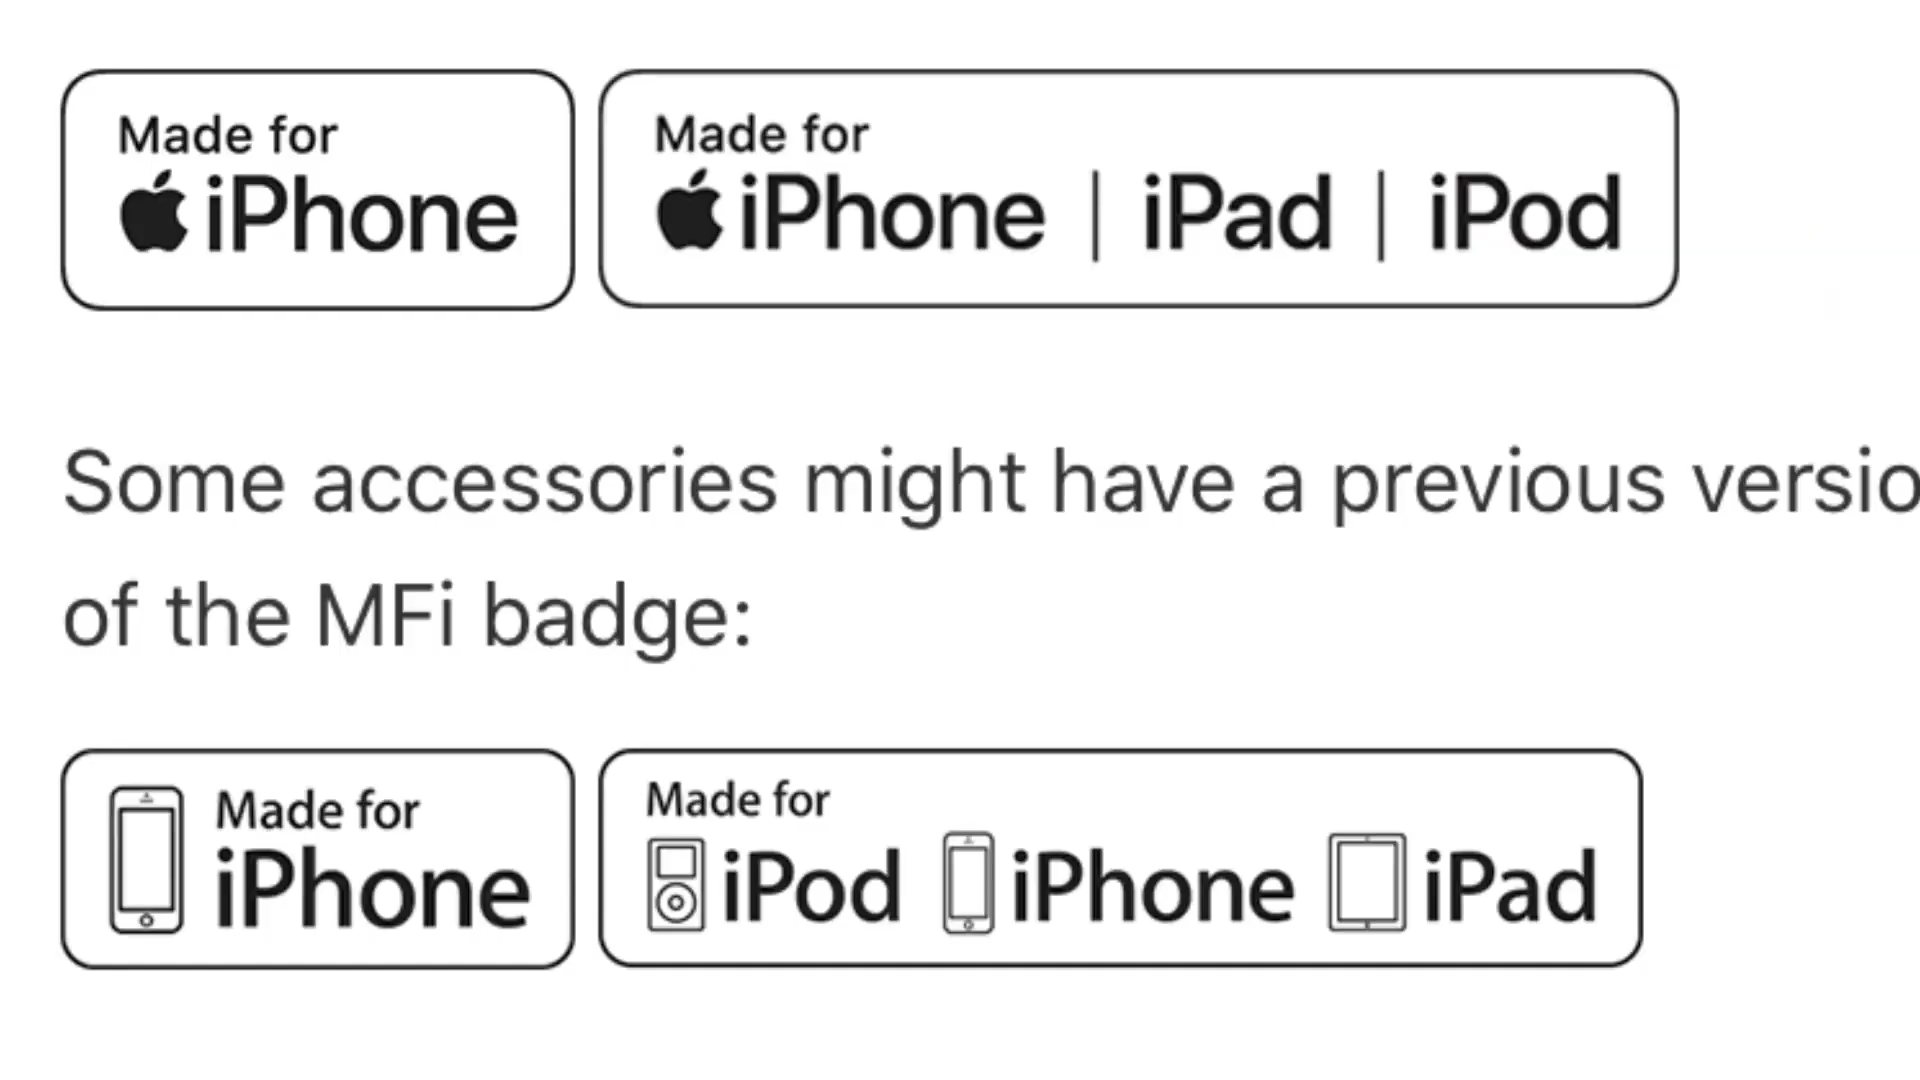 Made for
iPhone
Made for
iPhone | iPad | iPod
Some accessories might have a previous versio
of the MFi badge:
Made for
iPhone
Made for
iPod iPhone iPad